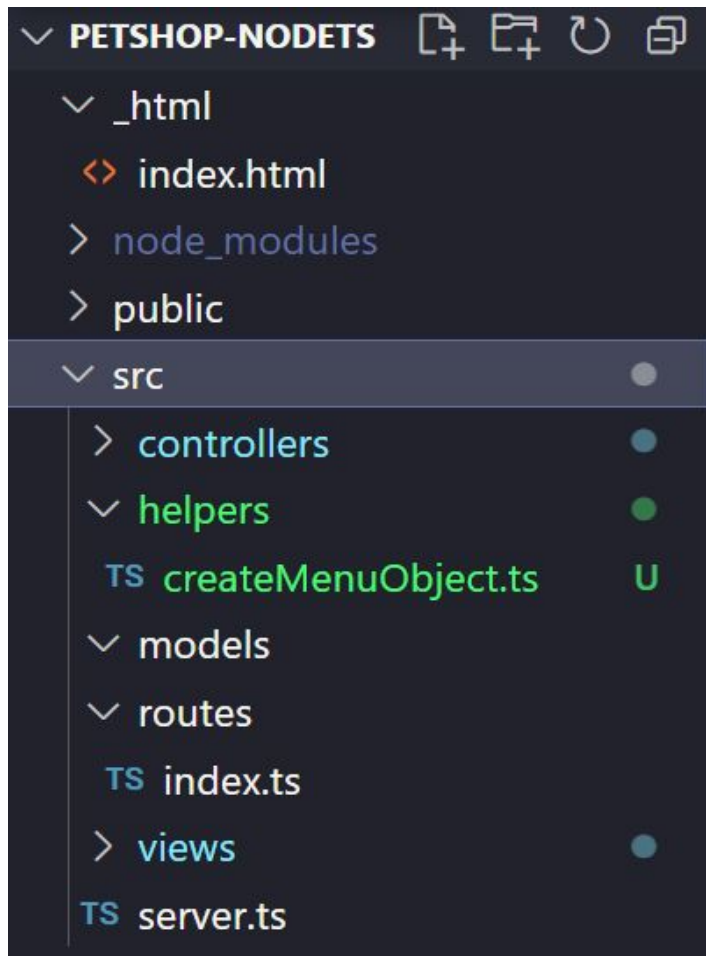 PETSHOP-NODETS
_html
<> index.html
node_modules
public
src
controllers
helpers
TS createMenuObject.ts U
models
routes
TS index.ts
views
TS server.ts